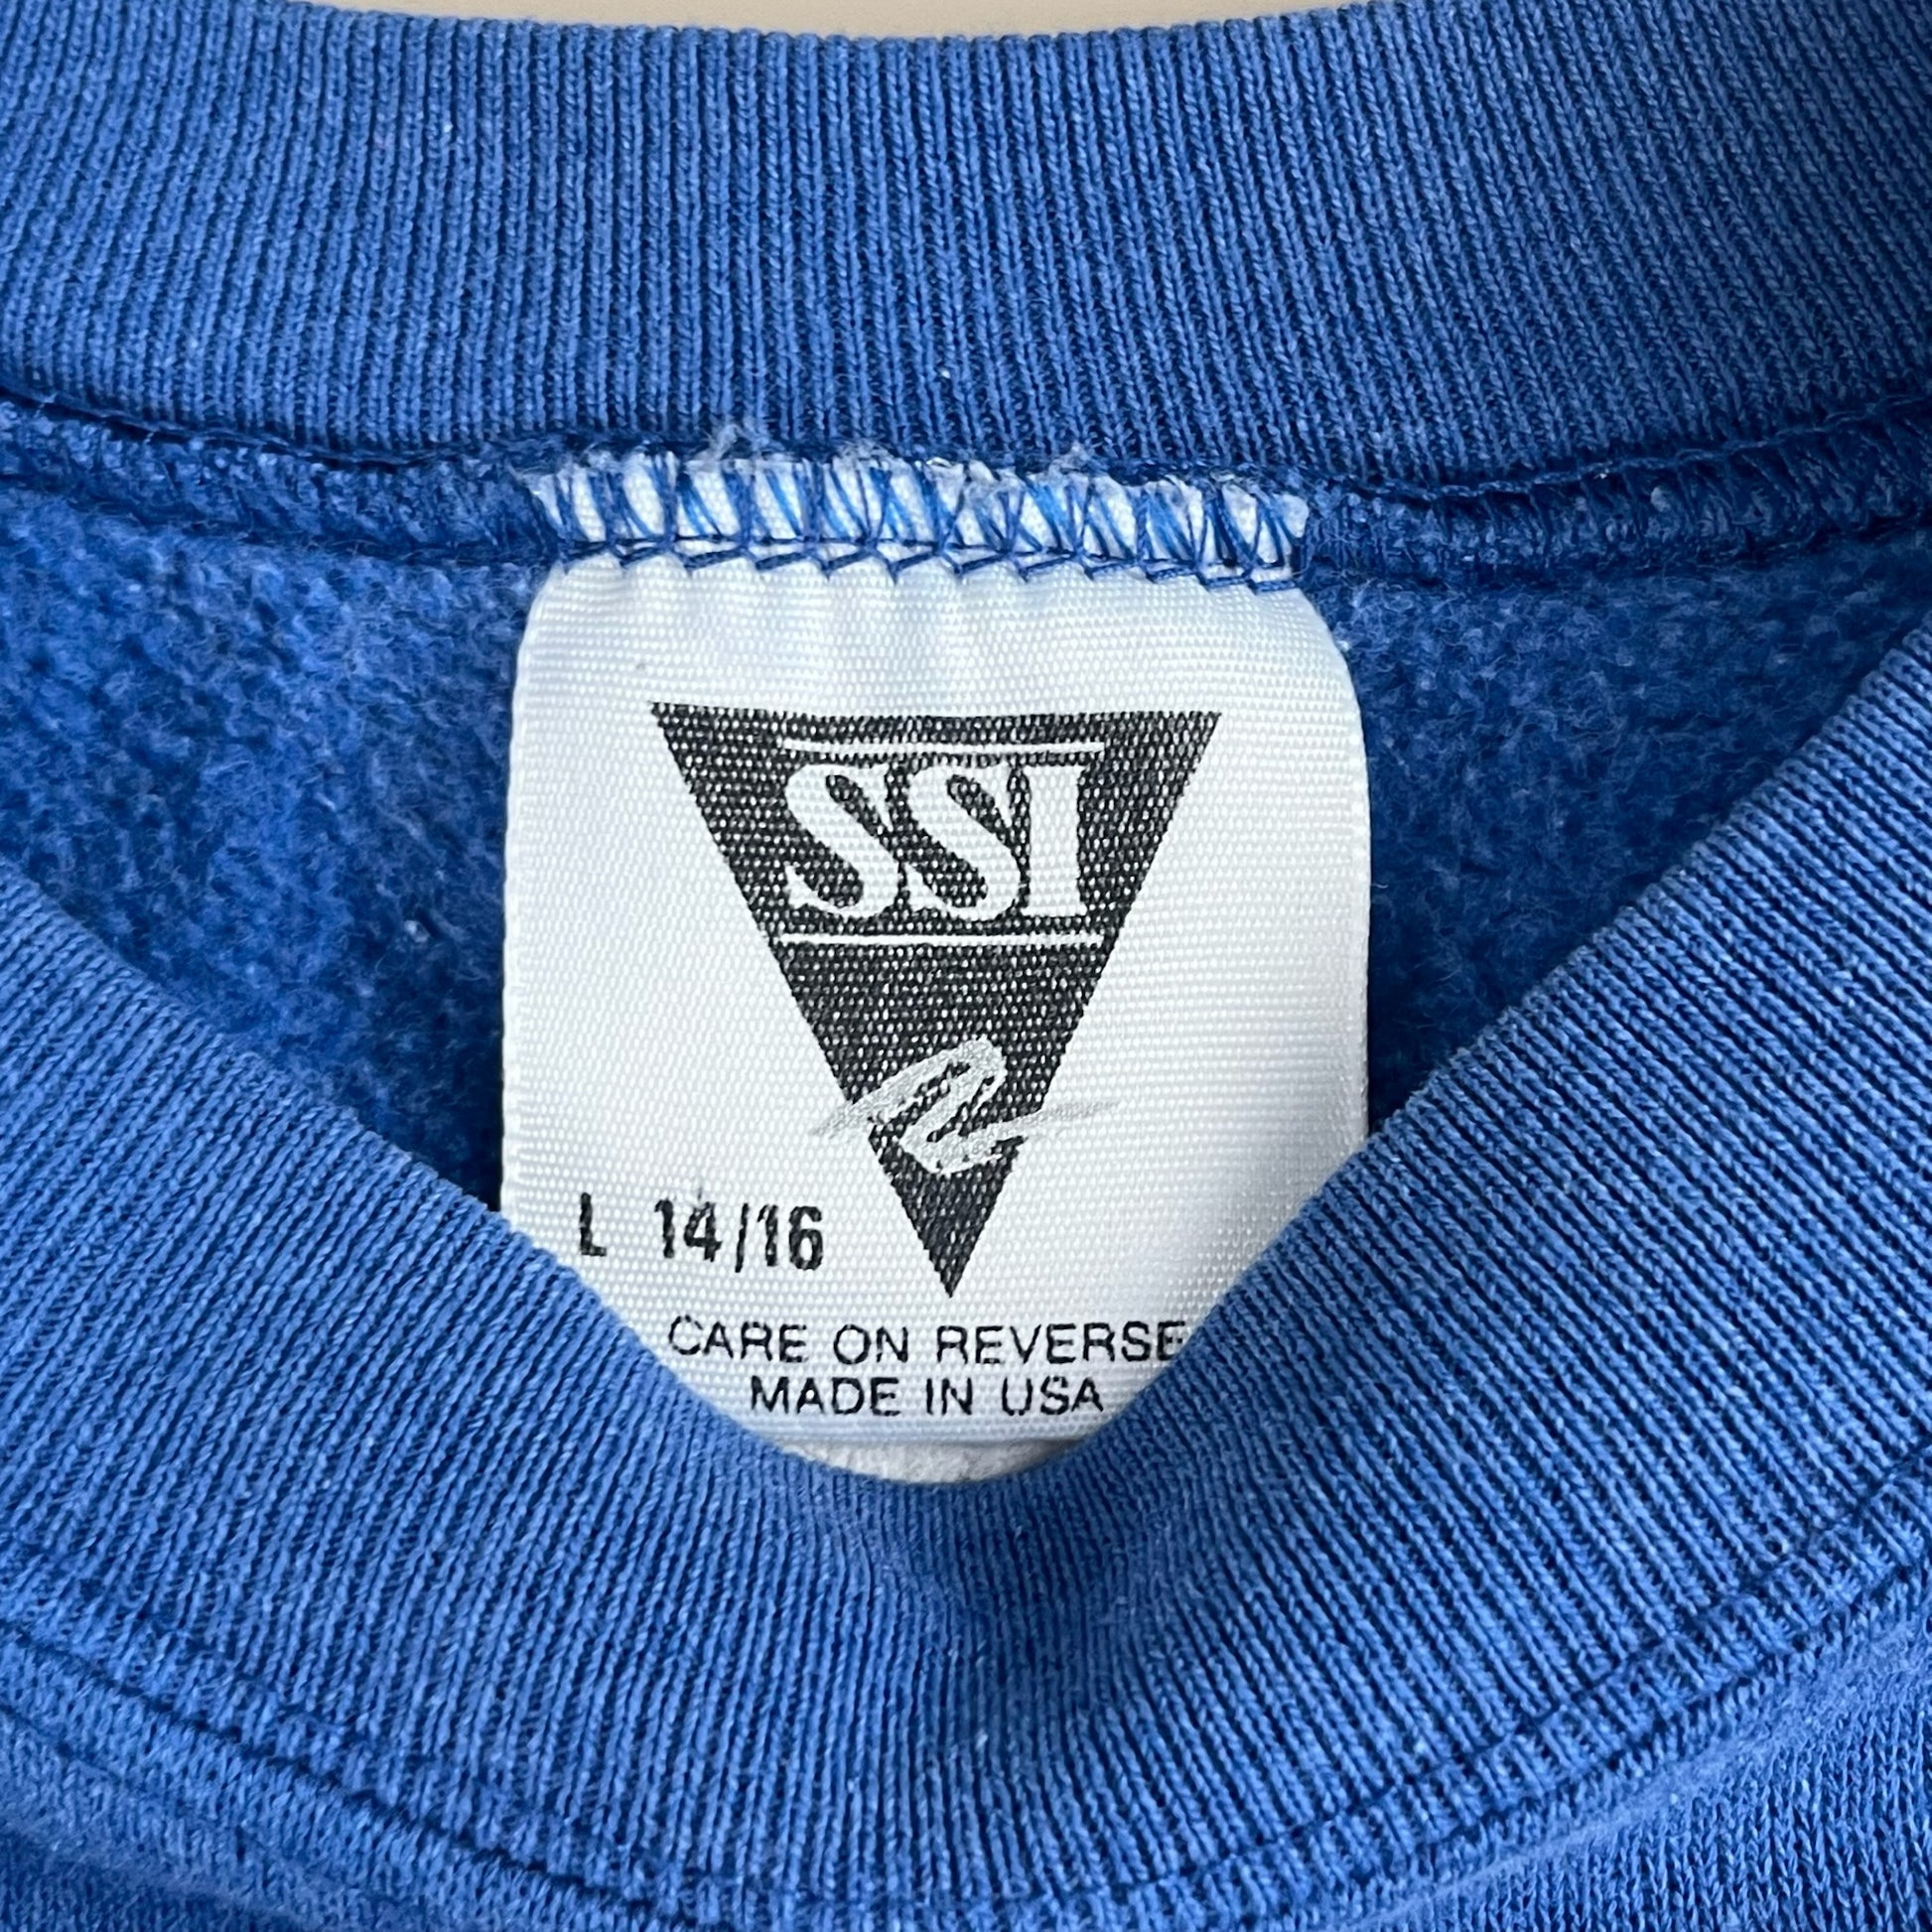 SSI
L 14/16
CARE ON REVERSE
MADE IN USA